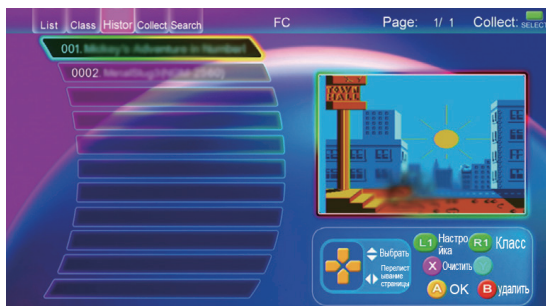 List Class Histor Collect Search FC Page: 1/ 1 Collect: SELECT
001.
0002
TOWN
HALL
Выбрать
Перелист
ывание
страницы
L1 Настро
йка
R1 Класс
X Очистить Y
A OK B удалить